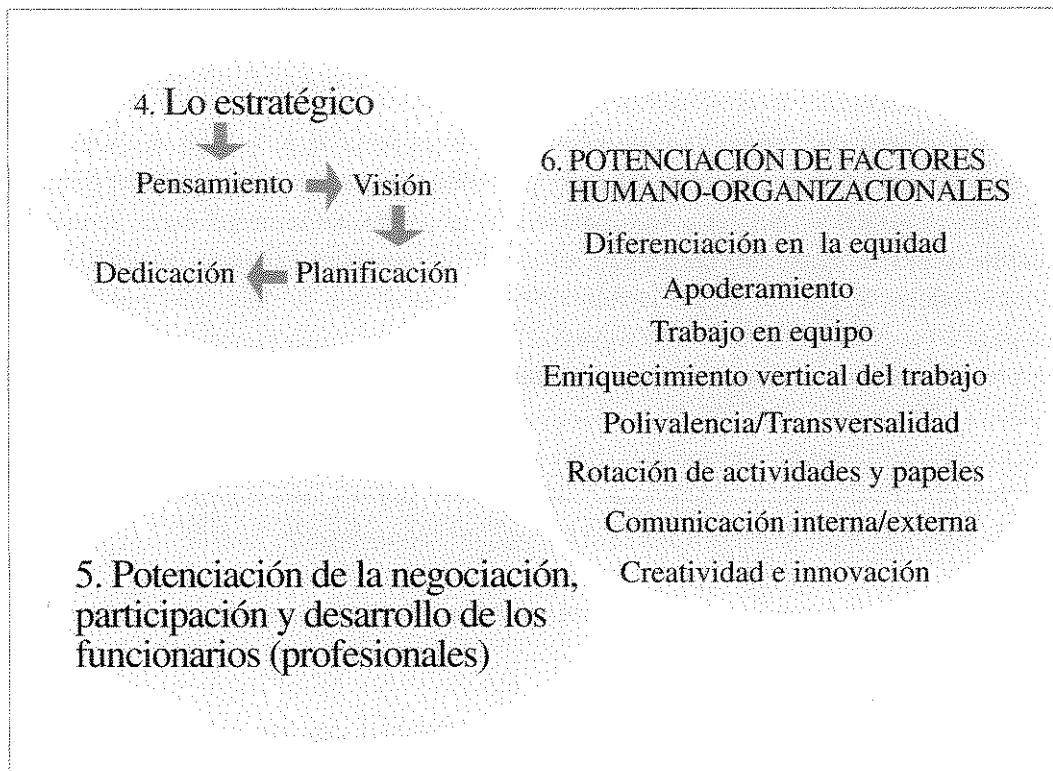 4. Lo estratégico
Pensamiento Visión
Dedicación Planificación
5. Potenciación de la negociación,
participación y desarrollo de los
funcionarios (profesionales)
6. POTENCIACIÓN DE FACTORES
HUMANO-ORGANIZACIONALES
Diferenciación en la equidad
Apoderamiento
Trabajo en equipo
Enriquecimiento vertical del trabajo
Polivalencia/Transversalidad
Rotación de actividades y papeles
Comunicación interna/externa
Creatividad e innovación